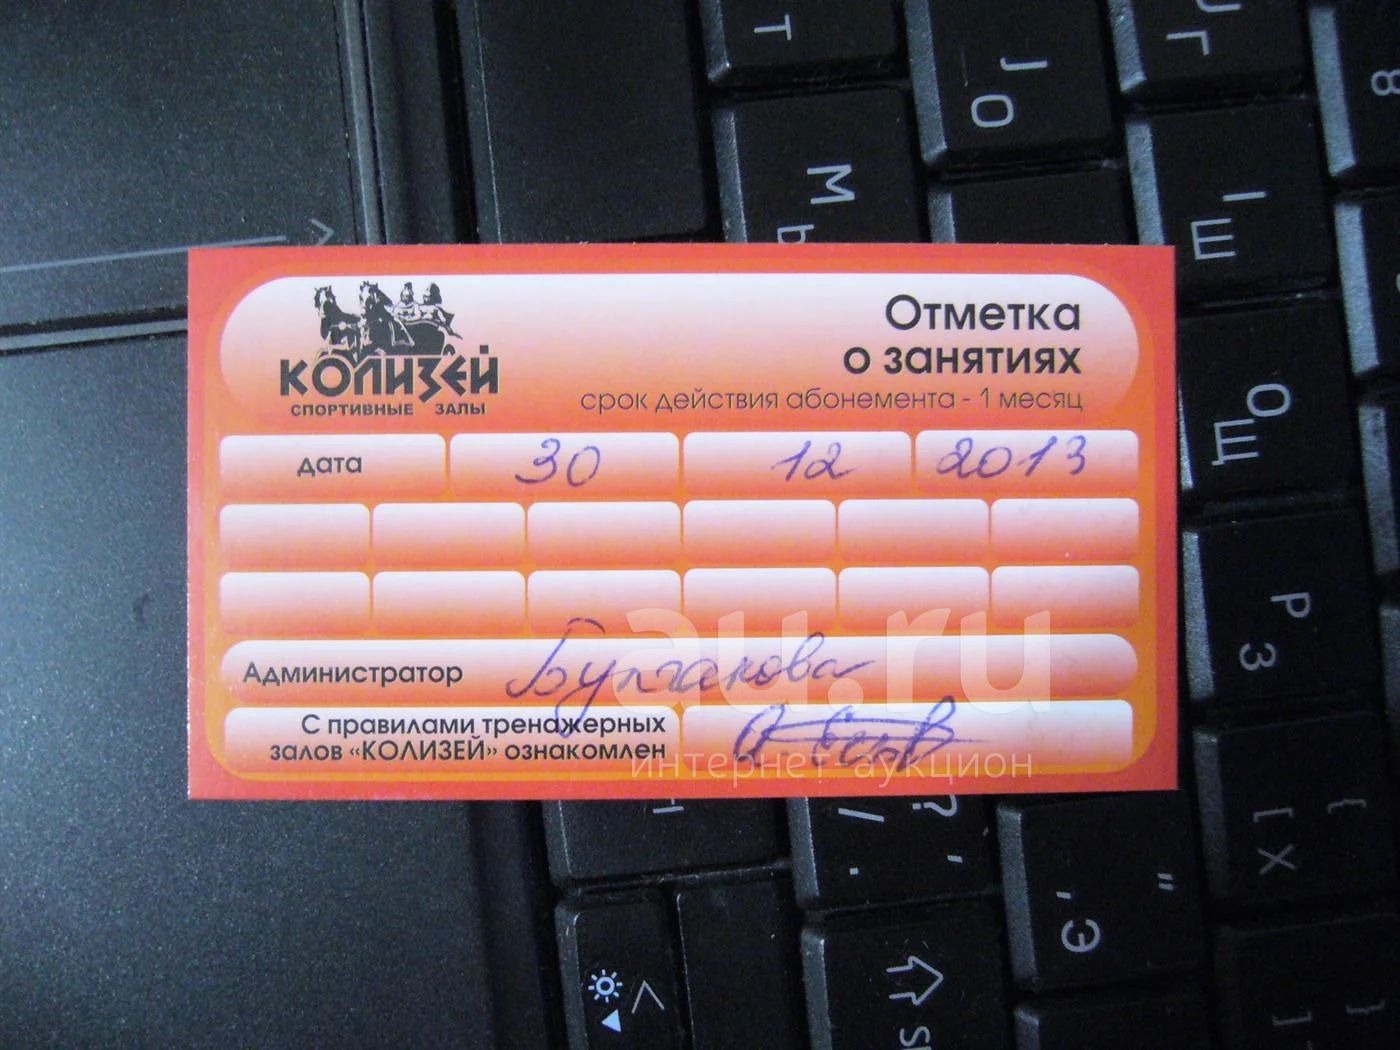 КОЛИЗЕЙ
СПОРТИВНЫЕ ЗАЛЫ
Отметка
о занятиях
срок действия абонемента - 1 месяц
дата 30 12 2013
Администратор Булгакова
С правилами тренажерных
залов «КОЛИЗЕЙ» ознакомлен
au.ru
интернет-аукцион
Т
J О
U Г
8
М Ь
I Ш
O Щ
P З
[ Х {
? / . ,
" ' Э